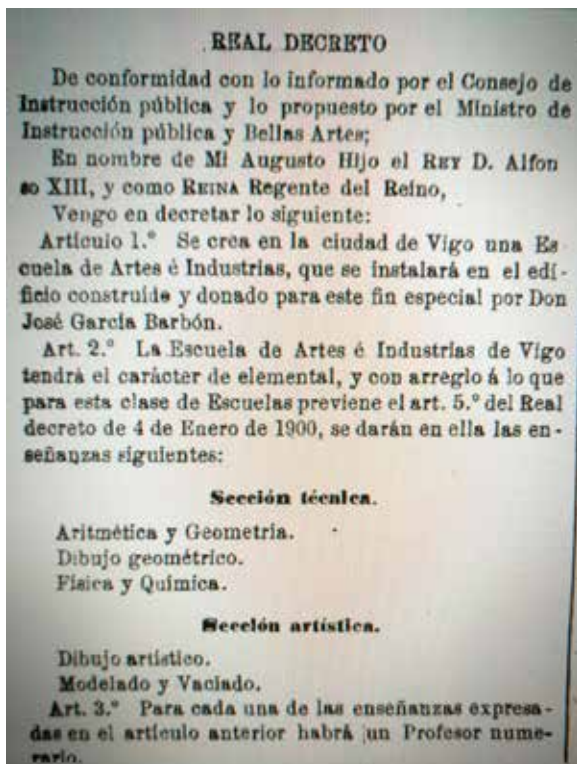 REAL DECRETO
De conformidad con lo informado por el Consejo de
Instrucción pública y lo propuesto por el Ministro de
Instrucción pública y Bellas Artes;
En nombre de Mi Augusto Hijo el REY D. Alfon
so XIII, y como REINA Regente del Reino,
Vengo en decretar lo siguiente:
Artículo 1.º Se crea en la ciudad de Vigo una Es
cuela de Artes é Industrias, que se instalará en el edi-
ficio construído y donado para este fin especial por Don
José García Barbón.
Art. 2.º La Escuela de Artes é Industrias de Vigo
tendrá el carácter de elemental, y con arreglo á lo que
para esta clase de Escuelas previene el art. 5.º del Real
decreto de 4 de Enero de 1900, se darán en ella las en-
señanzas siguientes:
Sección técnica.
Aritmética y Geometría.
Dibujo geométrico.
Física y Química.
Sección artística.
Dibujo artístico.
Modelado y Vaciado.
Art. 3.º Para cada una de las enseñanzas expresa-
das en el artículo anterior habrá un Profesor nume-
rario.